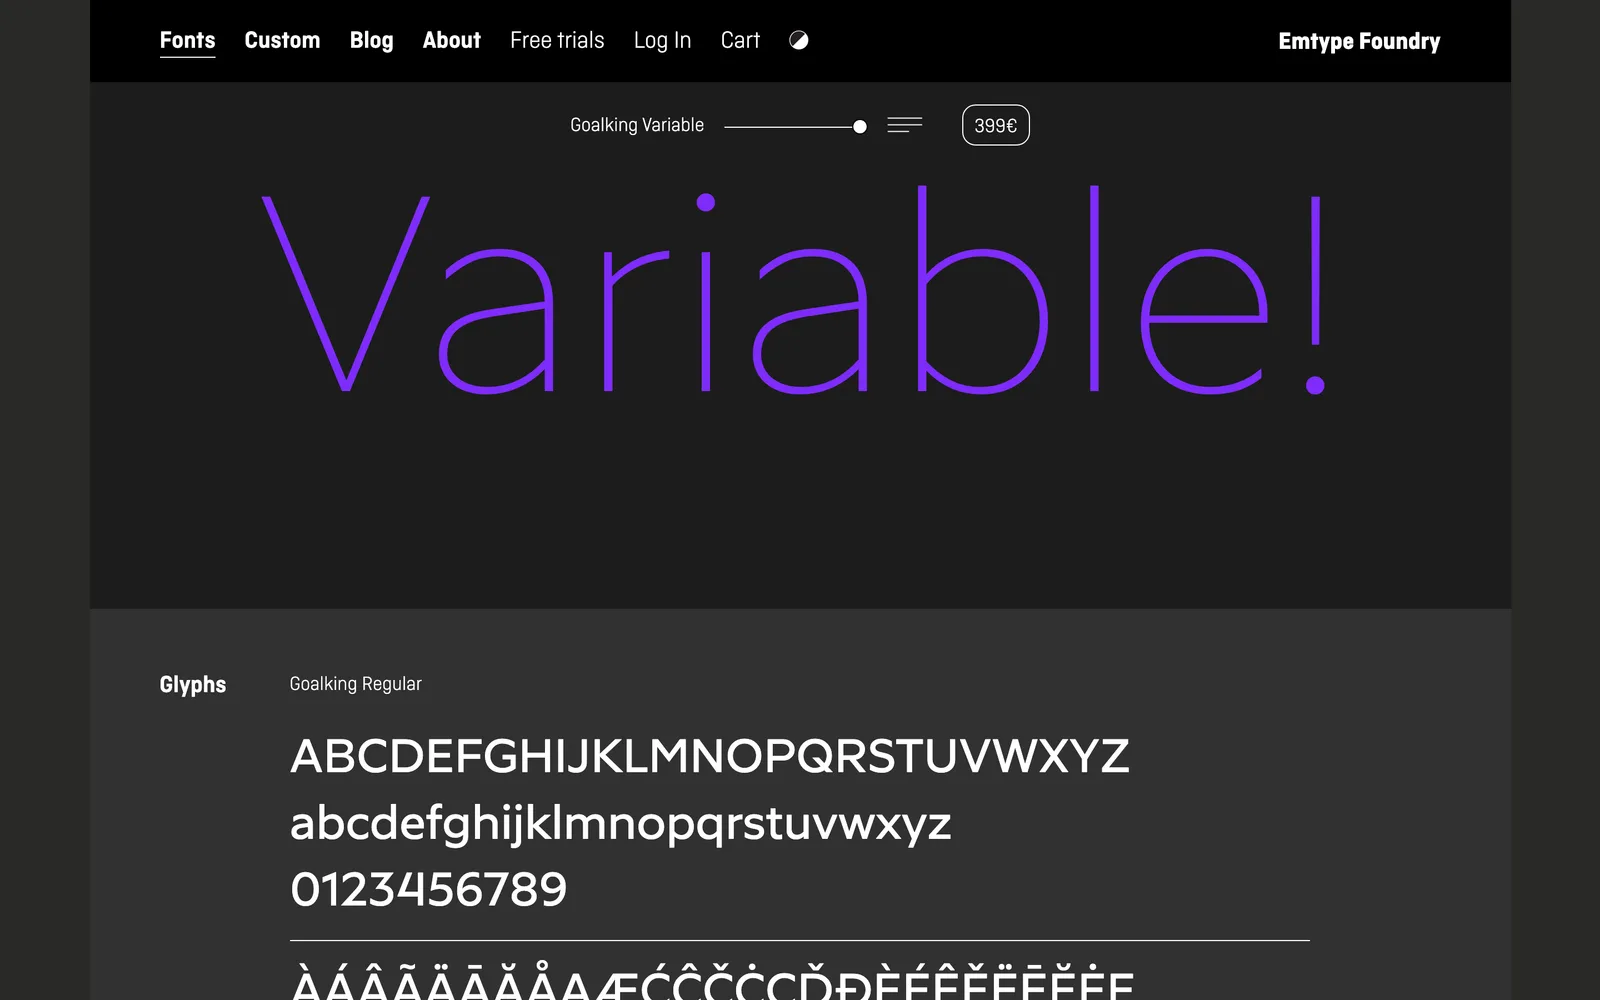 Fonts Custom Blog About Free trials Log In Cart Emtype Foundry
Goalking Variable 399€
Variable!
Glyphs Goalking Regular
ABCDEFGHIJKLMNOPQRSTUVWXYZ
abcdefghijklmnopqrstuvwxyz
0123456789